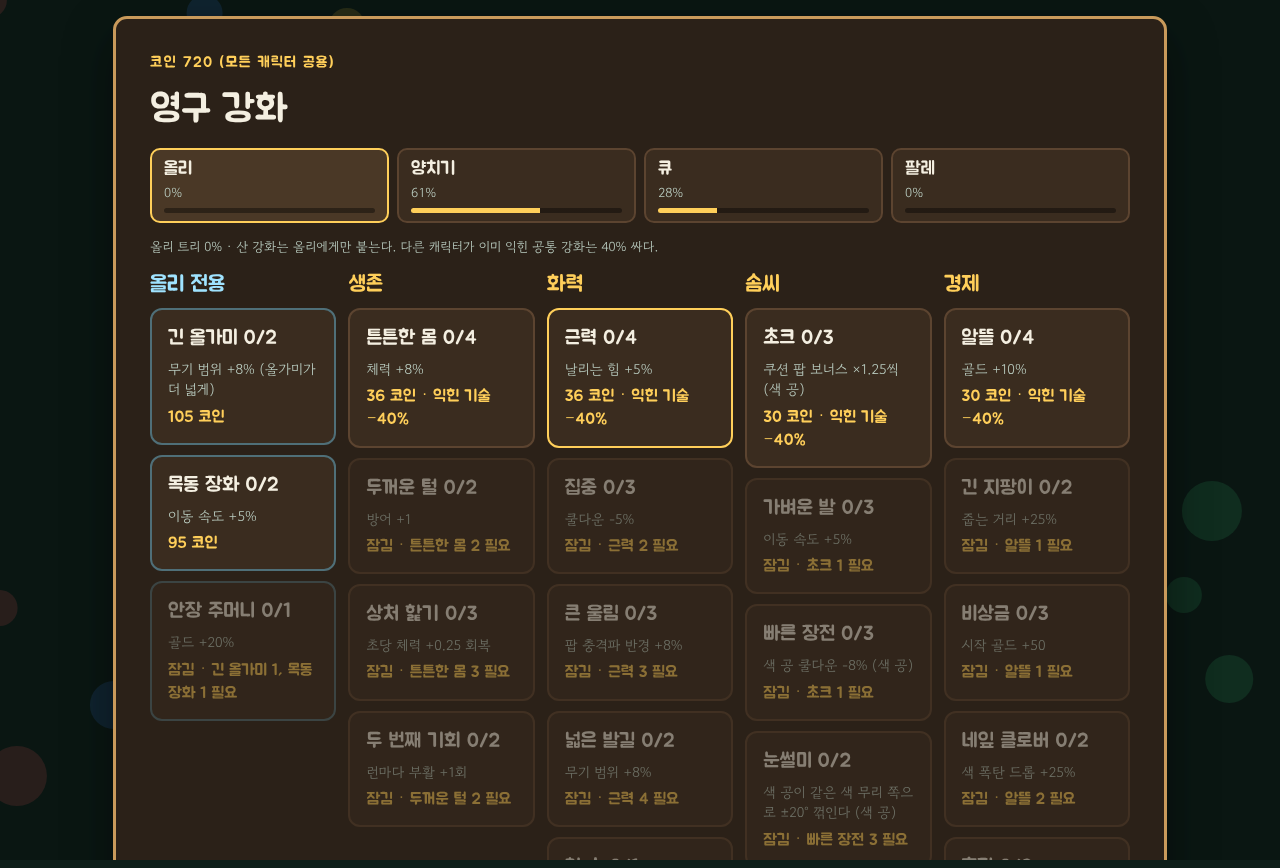 코인 720 (모든 캐릭터 공용)
영구 강화
올리
0%
양치기
61%
큐
28%
팔레
0%
올리 트리 0% · 산 강화는 올리에게만 붙는다. 다른 캐릭터가 이미 익힌 공통 강화는 40% 싸다.
올리 전용
긴 올가미 0/2
무기 범위 +8% (올가미가
더 넓게)
105 코인
목동 장화 0/2
이동 속도 +5%
95 코인
안장 주머니 0/1
골드 +20%
잠김 · 긴 올가미 1, 목동
장화 1 필요
생존
튼튼한 몸 0/4
체력 +8%
36 코인 · 익힌 기술
−40%
두꺼운 털 0/2
방어 +1
잠김 · 튼튼한 몸 2 필요
상처 핥기 0/3
초당 체력 +0.25 회복
잠김 · 튼튼한 몸 3 필요
두 번째 기회 0/2
런마다 부활 +1회
잠김 · 두꺼운 털 2 필요
화력
근력 0/4
날리는 힘 +5%
36 코인 · 익힌 기술
−40%
집중 0/3
쿨다운 -5%
잠김 · 근력 2 필요
큰 울림 0/3
팝 충격파 반경 +8%
잠김 · 근력 3 필요
넓은 발길 0/2
무기 범위 +8%
잠김 · 근력 4 필요
솜씨
초크 0/3
쿠션 팝 보너스 ×1.25씩
(색 공)
30 코인 · 익힌 기술
−40%
가벼운 발 0/3
이동 속도 +5%
잠김 · 초크 1 필요
빠른 장전 0/3
색 공 쿨다운 -8% (색 공)
잠김 · 초크 1 필요
눈썰미 0/2
색 공이 같은 색 무리 쪽으
로 ±20° 꺾인다 (색 공)
잠김 · 빠른 장전 3 필요
경제
알뜰 0/4
골드 +10%
30 코인 · 익힌 기술
−40%
긴 지팡이 0/2
줍는 거리 +25%
잠김 · 알뜰 1 필요
비상금 0/3
시작 골드 +50
잠김 · 알뜰 1 필요
네잎 클로버 0/2
색 폭탄 드롭 +25%
잠김 · 알뜰 2 필요